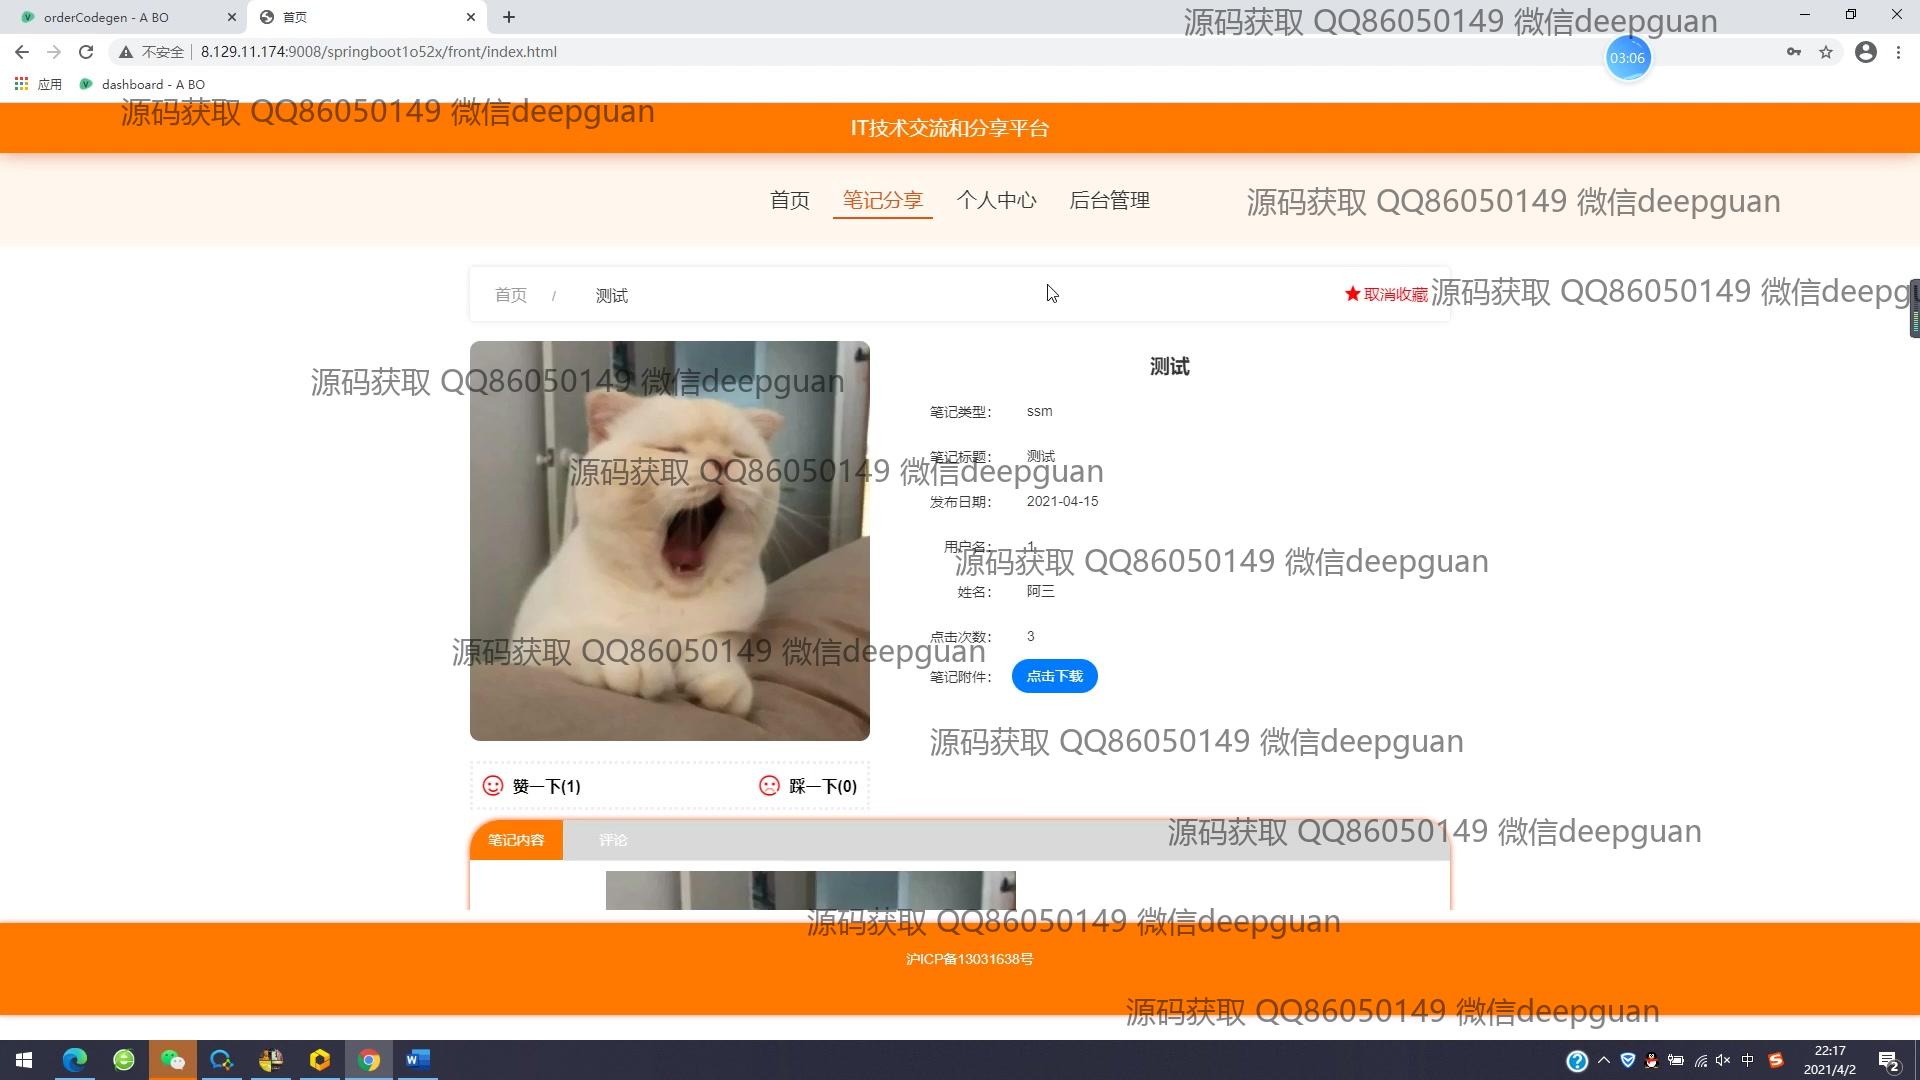 orderCodegen - A BO
首页
源码获取 QQ86050149 微信deepguan
不安全
8.129.11.174:9008/springboot1o52x/front/index.html
03:06
应用
dashboard - A BO
源码获取 QQ86050149 微信deepguan
IT技术交流和分享平台
首页
笔记分享
个人中心
后台管理
源码获取 QQ86050149 微信deepguan
首页 / 测试
取消收藏
源码获取 QQ86050149 微信deepgu
测试
源码获取 QQ86050149 微信deepguan
笔记类型: ssm
笔记标题: 测试
源码获取 QQ86050149 微信deepguan
发布日期: 2021-04-15
用户名: 1
源码获取 QQ86050149 微信deepguan
姓名: 阿三
点击次数: 3
源码获取 QQ86050149 微信deepguan
笔记附件: 点击下载
源码获取 QQ86050149 微信deepguan
赞一下(1)
踩一下(0)
笔记内容
评论
源码获取 QQ86050149 微信deepguan
源码获取 QQ86050149 微信deepguan
沪ICP备13031638号
源码获取 QQ86050149 微信deepguan
中
22:17
2021/4/2
2